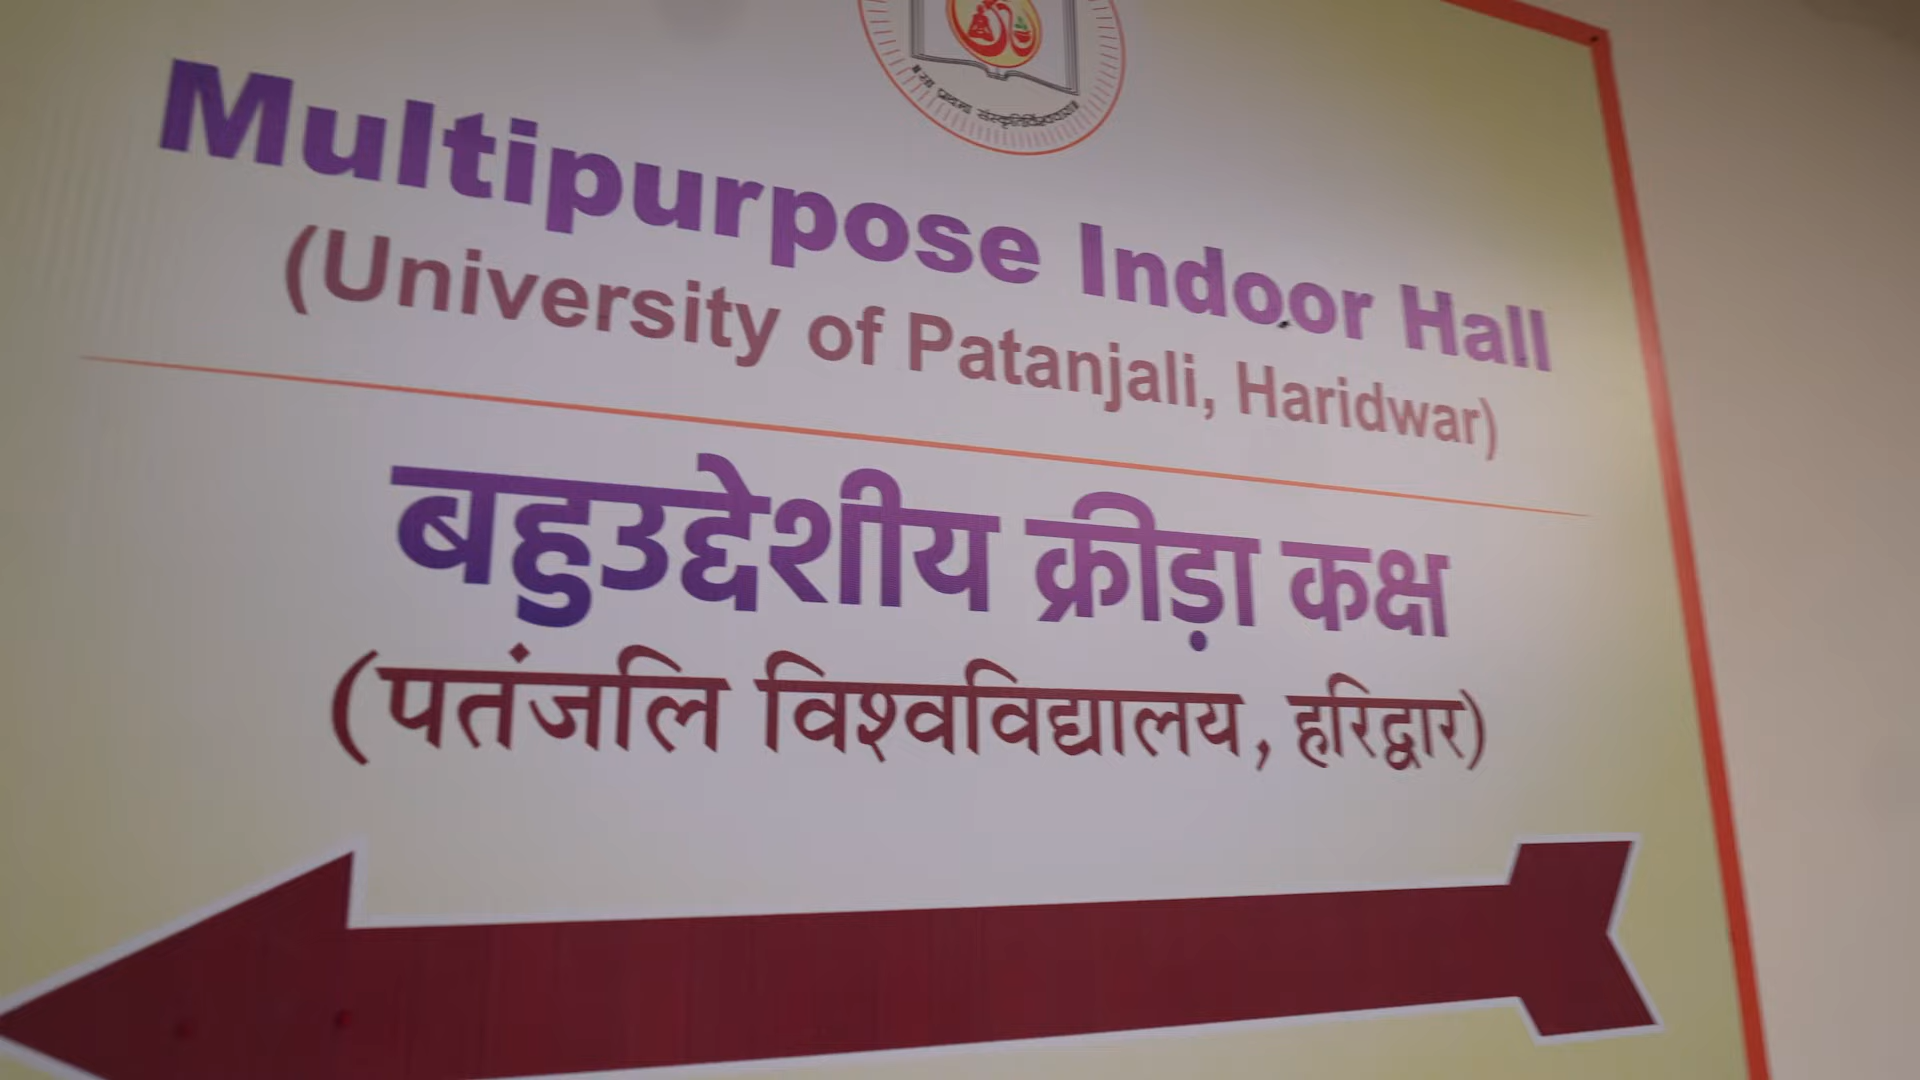 Multipurpose Indoor Hall
(University of Patanjali, Haridwar)
बहुउद्देशीय क्रीड़ा कक्ष
(पतंजलि विश्वविद्यालय, हरिद्वार)